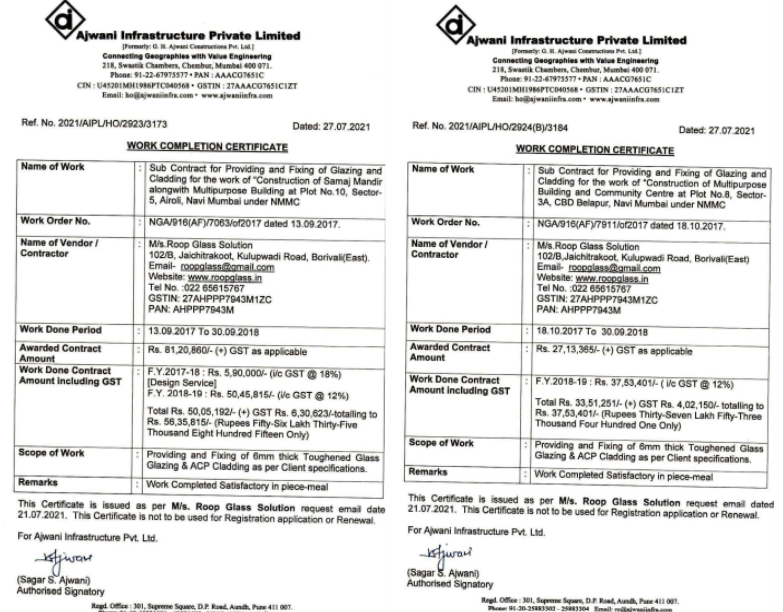 Ajwani Infrastructure Private Limited
[Formerly: G. H. Ajwani Constructions Pvt. Ltd.]
Connecting Geographies with Value Engineering
218, Swastik Chambers, Chembur, Mumbai 400 071.
Phone: 91-22-67975577 • PAN : AAACG7651C
CIN : U45201MH1986PTC040568 • GSTIN : 27AAACG7651C1ZT
Email: ho@ajwaniinfra.com • www.ajwaniinfra.com
Ref. No. 2021/AIPL/HO/2923/3173 Dated: 27.07.2021
WORK COMPLETION CERTIFICATE
Name of Work : Sub Contract for Providing and Fixing of Glazing and
Cladding for the work of "Construction of Samaj Mandir
alongwith Multipurpose Building at Plot No.10, Sector-
5, Airoli, Navi Mumbai under NMMC
Work Order No. : NGA/916(AF)/7063/of2017 dated 13.09.2017.
Name of Vendor / : M/s.Roop Glass Solution
Contractor 102/B, Jaichitrakoot, Kulupwadi Road, Borivali(East).
Email- roopglass@gmail.com
Website: www.roopglass.in
Tel No. :022 65615767
GSTIN: 27AHPPP7943M1ZC
PAN: AHPPP7943M
Work Done Period : 13.09.2017 To 30.09.2018
Awarded Contract : Rs. 81,20,860/- (+) GST as applicable
Amount
Work Done Contract : F.Y.2017-18 : Rs. 5,90,000/- (i/c GST @ 18%)
Amount including GST [Design Service]
F.Y. 2018-19 : Rs. 50,45,815/- (i/c GST @ 12%)
Total Rs. 50,05,192/- (+) GST Rs. 6,30,623/-totalling to
Rs. 56,35,815/- (Rupees Fifty-Six Lakh Thirty-Five
Thousand Eight Hundred Fifteen Only)
Scope of Work : Providing and Fixing of 6mm thick Toughened Glass
Glazing & ACP Cladding as per Client specifications.
Remarks : Work Completed Satisfactory in piece-meal
This Certificate is issued as per M/s. Roop Glass Solution request email date
21.07.2021. This Certificate is not to be used for Registration application or Renewal.
For Ajwani Infrastructure Pvt. Ltd.
(Sagar S. Ajwani)
Authorised Signatory
Regd. Office : 301, Supreme Square, D.P. Road, Aundh, Pune 411 007.
Ajwani Infrastructure Private Limited
[Formerly: G. H. Ajwani Constructions Pvt. Ltd.]
Connecting Geographies with Value Engineering
218, Swastik Chambers, Chembur, Mumbai 400 071.
Phone: 91-22-67975577 • PAN : AAACG7651C
CIN : U45201MH1986PTC040568 • GSTIN : 27AAACG7651C1ZT
Email: ho@ajwaniinfra.com • www.ajwaniinfra.com
Ref. No. 2021/AIPL/HO/2924(B)/3184 Dated: 27.07.2021
WORK COMPLETION CERTIFICATE
Name of Work : Sub Contract for Providing and Fixing of Glazing and
Cladding for the work of "Construction of Multipurpose
Building and Community Centre at Plot No.8, Sector-
3A, CBD Belapur, Navi Mumbai under NMMC
Work Order No. : NGA/916(AF)/7911/of2017 dated 18.10.2017.
Name of Vendor / : M/s.Roop Glass Solution
Contractor 102/B,Jaichitrakoot, Kulupwadi Road, Borivali(East)
Email- roopglass@gmail.com
Website: www.roopglass.in
Tel No. :022 65615767
GSTIN: 27AHPPP7943M1ZC
PAN: AHPPP7943M
Work Done Period : 18.10.2017 To 30.09.2018
Awarded Contract : Rs. 27,13,365/- (+) GST as applicable
Amount
Work Done Contract : F.Y.2018-19 : Rs. 37,53,401/- ( i/c GST @ 12%)
Amount including GST
Total Rs. 33,51,251/- (+) GST Rs. 4,02,150/- totalling to
Rs. 37,53,401/- (Rupees Thirty-Seven Lakh Fifty-Three
Thousand Four Hundred One Only)
Scope of Work : Providing and Fixing of 6mm thick Toughened Glass
Glazing & ACP Cladding as per Client specifications.
Remarks : Work Completed Satisfactory in piece-meal
This Certificate is issued as per M/s. Roop Glass Solution request email dated
21.07.2021. This Certificate is not to be used for Registration application or Renewal.
For Ajwani Infrastructure Pvt. Ltd.
(Sagar S. Ajwani)
Authorised Signatory
Regd. Office : 301, Supreme Square, D.P. Road, Aundh, Pune 411 007.
Phone: 91-20-25883302 - 25883304 Email: ro@ajwaniinfra.com